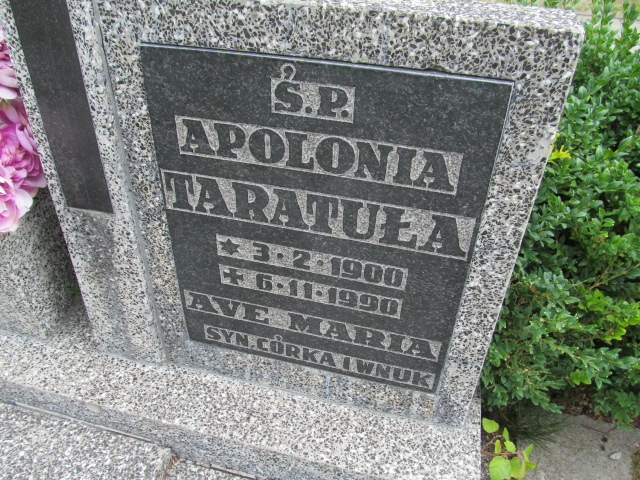 Ś.P.
APOLONIA
TARATUŁA
★ 3·2·1900
✝ 6·11·1990
AVE MARIA
SYN, CÓRKA I WNUK